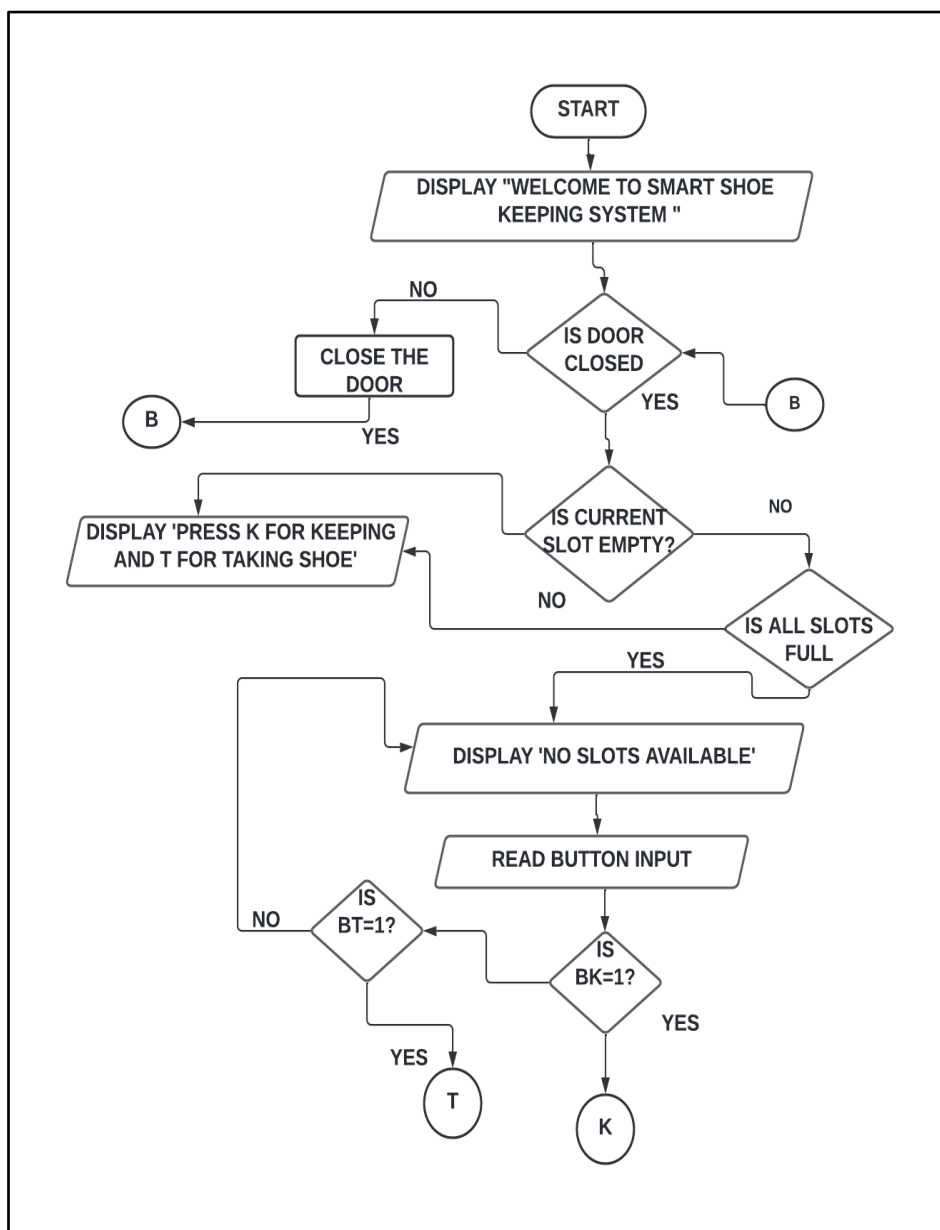 START
DISPLAY "WELCOME TO SMART SHOE
KEEPING SYSTEM "
NO
IS DOOR
CLOSED
CLOSE THE
DOOR
B
YES
B
YES
IS CURRENT
SLOT EMPTY?
NO
DISPLAY 'PRESS K FOR KEEPING
AND T FOR TAKING SHOE'
NO
IS ALL SLOTS
FULL
YES
DISPLAY 'NO SLOTS AVAILABLE'
READ BUTTON INPUT
IS
BT=1?
NO
IS
BK=1?
YES
YES
T
K